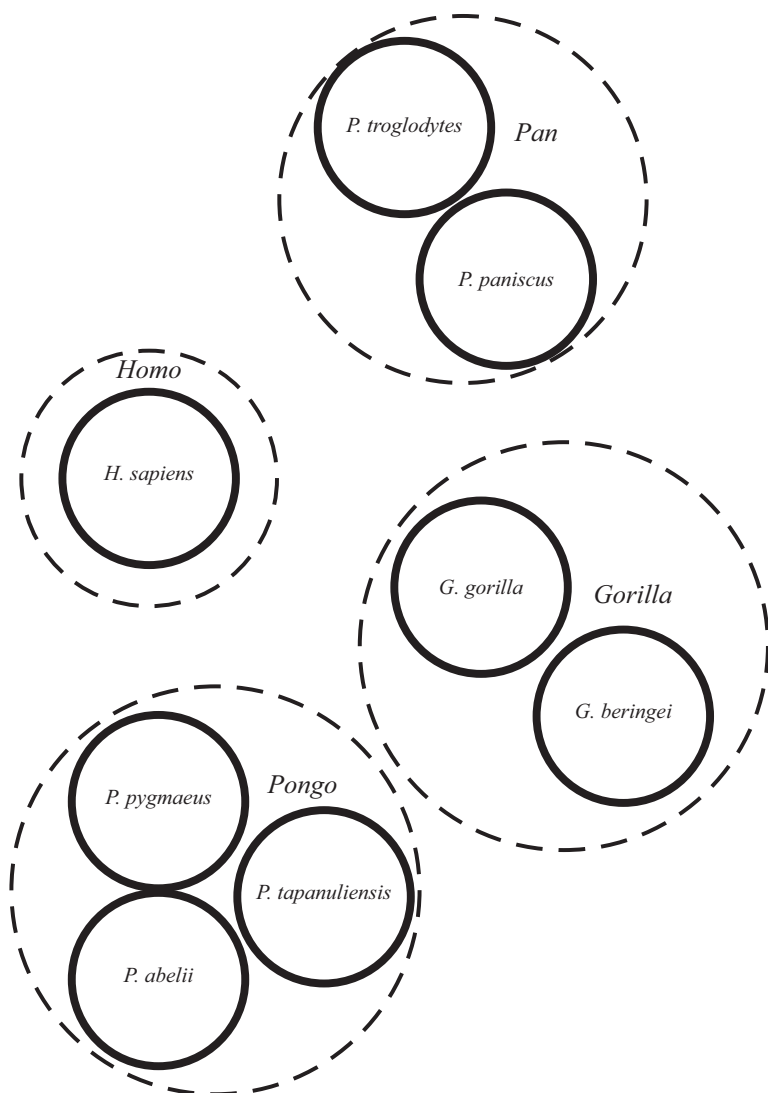 P. troglodytes
Pan
P. paniscus
Homo
H. sapiens
G. gorilla
Gorilla
G. beringei
P. pygmaeus
Pongo
P. tapanuliensis
P. abelii